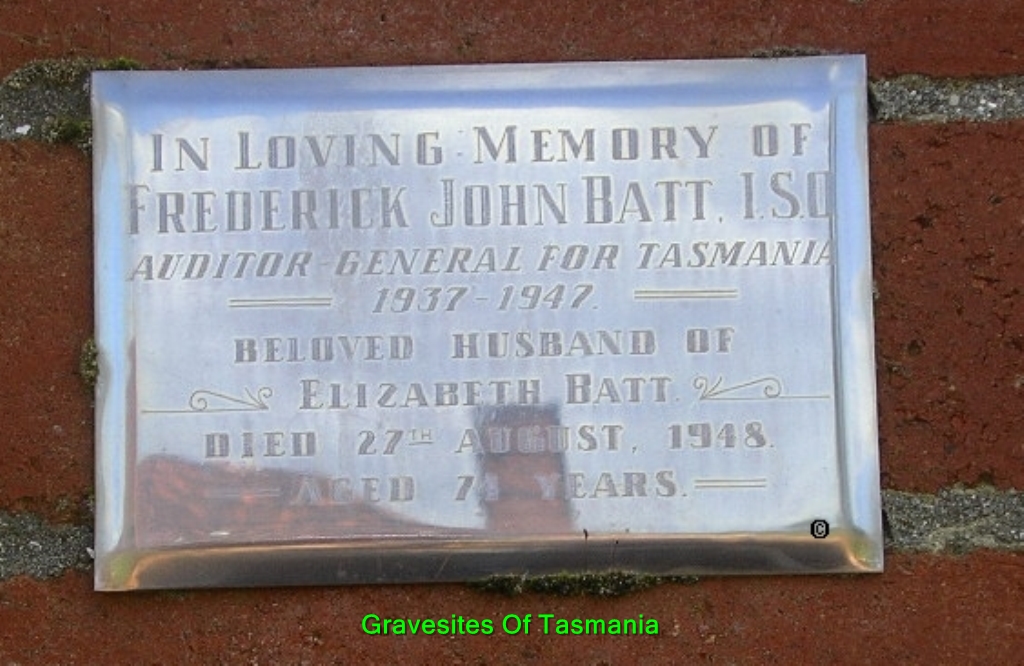 IN LOVING MEMORY OF
FREDERICK JOHN BATT, I.S.O
AUDITOR-GENERAL FOR TASMANIA
1937-1947.
BELOVED HUSBAND OF
ELIZABETH BATT.
DIED 27TH AUGUST, 1948.
AGED YEARS.
©
Gravesites Of Tasmania